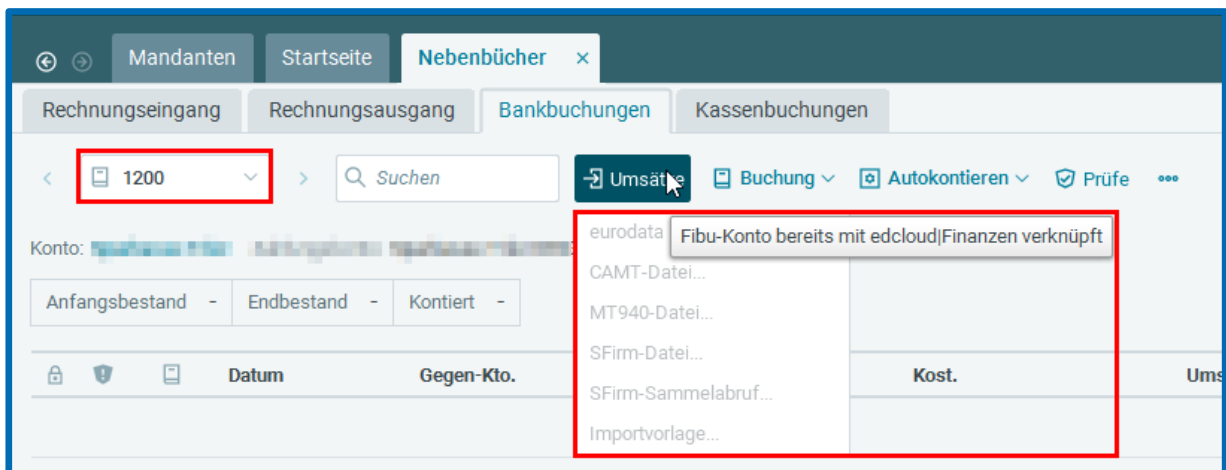 Mandanten Startseite Nebenbücher ×
Rechnungseingang Rechnungsausgang Bankbuchungen Kassenbuchungen
1200 Suchen Umsätze Buchung Autokontieren Prüfe
eurodata Fibu-Konto bereits mit edcloud|Finanzen verknüpft
Konto:
CAMT-Datei...
Anfangsbestand - Endbestand - Kontiert -
MT940-Datei...
SFirm-Datei...
Datum Gegen-Kto. Kost. Ums
SFirm-Sammelabruf...
Importvorlage...